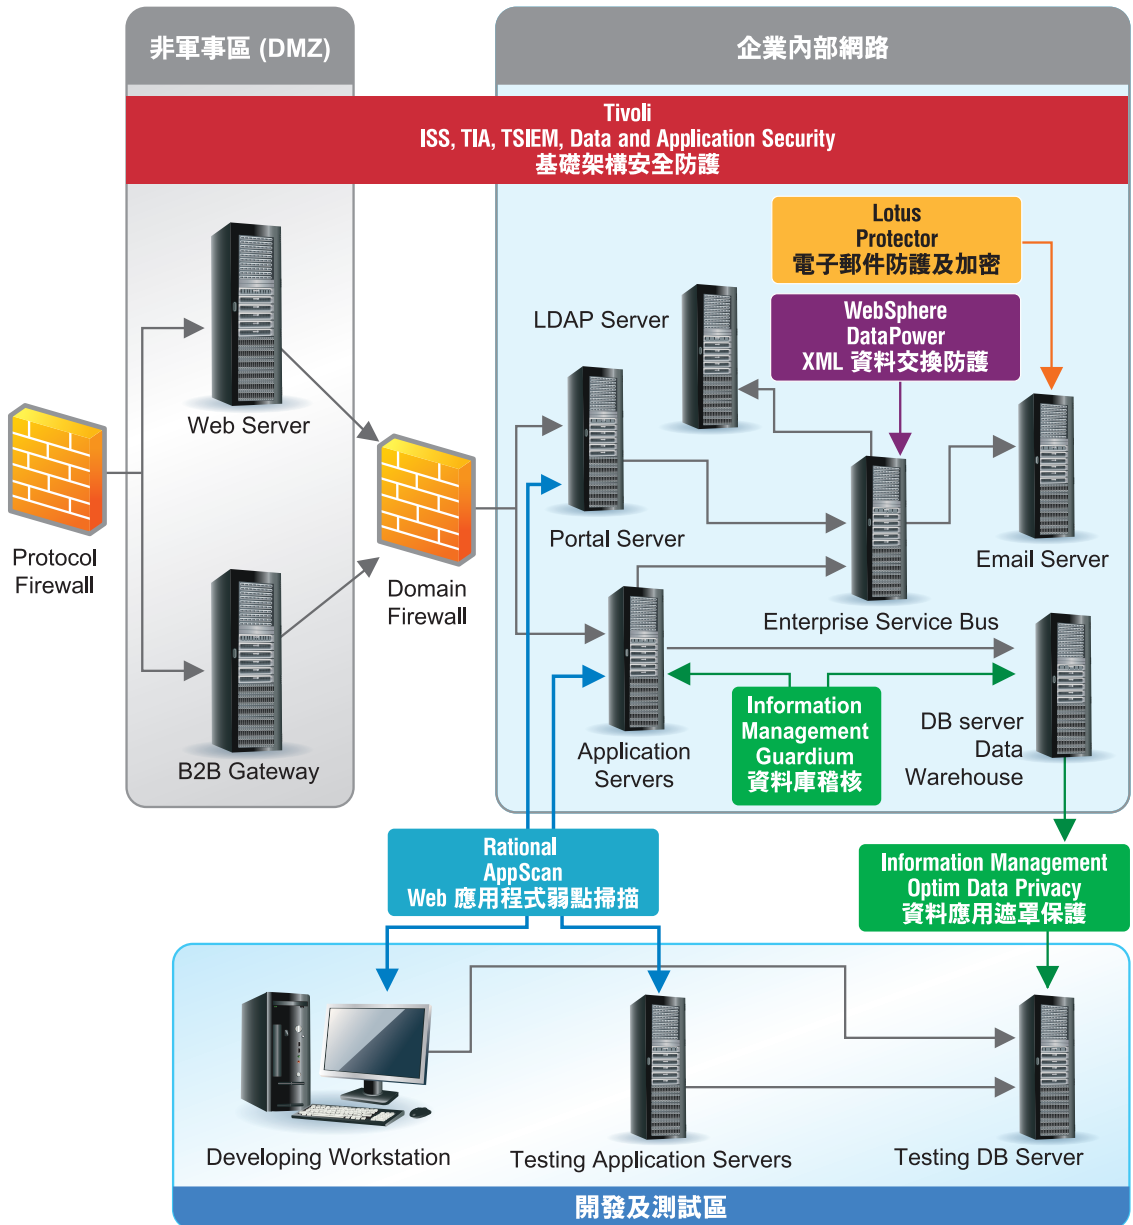 非軍事區 (DMZ)
企業內部網路
Tivoli
ISS, TIA, TSIEM, Data and Application Security
基礎架構安全防護
Lotus
Protector
電子郵件防護及加密
WebSphere
DataPower
XML 資料交換防護
LDAP Server
Web Server
Portal Server
Email Server
Protocol
Firewall
Domain
Firewall
Enterprise Service Bus
B2B Gateway
Application
Servers
Information
Management
Guardium
資料庫稽核
DB server
Data
Warehouse
Rational
AppScan
Web 應用程式弱點掃描
Information Management
Optim Data Privacy
資料應用遮罩保護
Developing Workstation
Testing Application Servers
Testing DB Server
開發及測試區